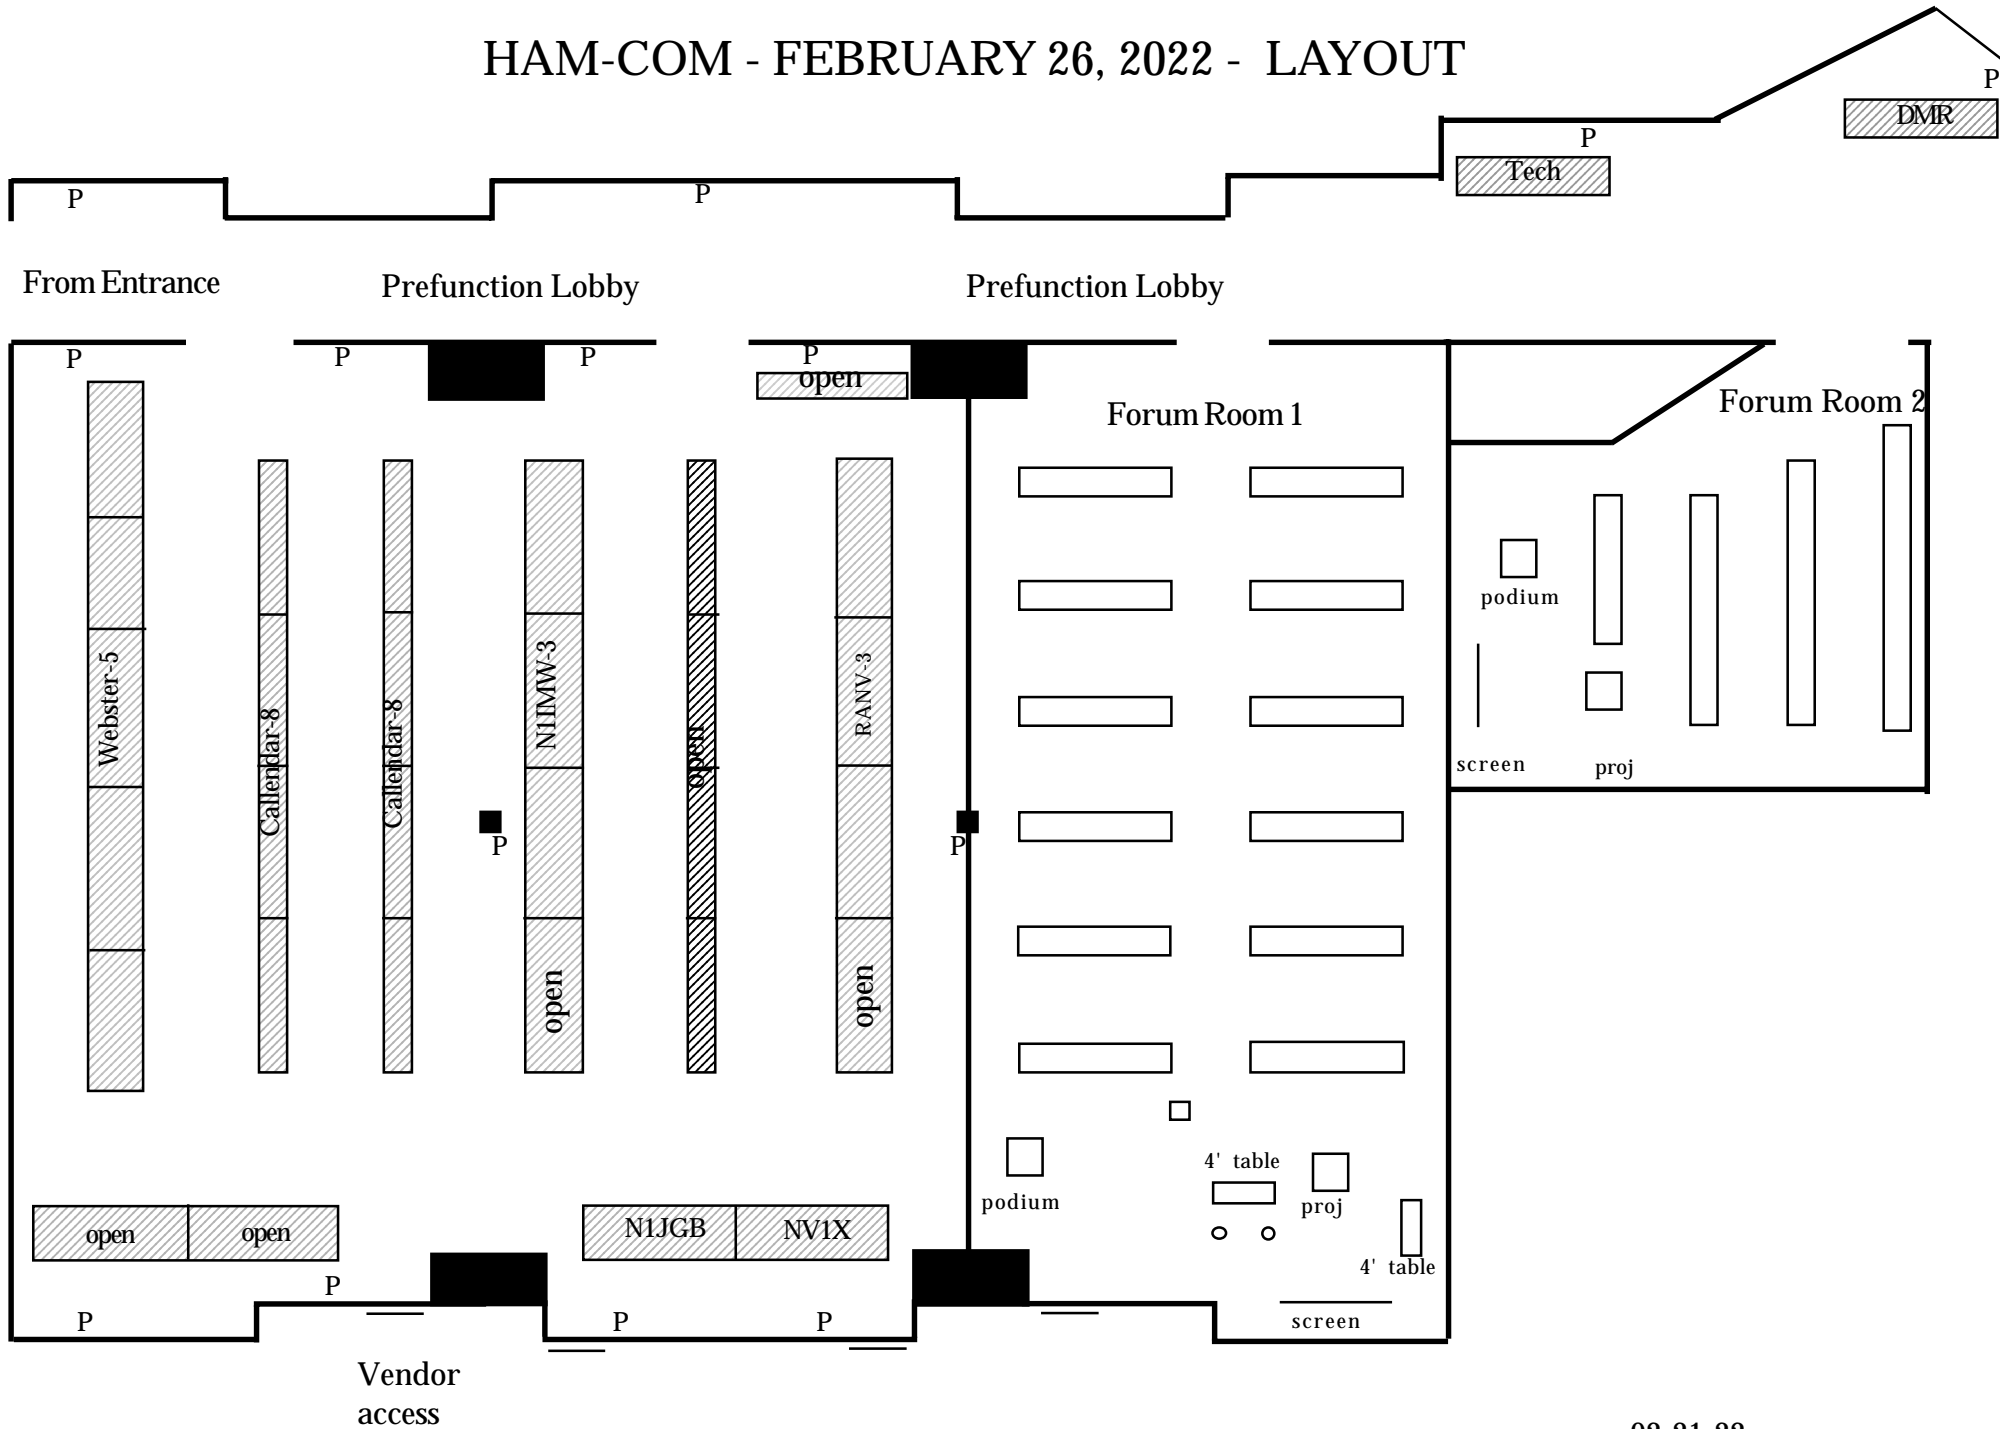 HAM-COM - FEBRUARY 26, 2022 - LAYOUT
P
DMR
P
Tech
P
P
From Entrance
Prefunction Lobby
Prefunction Lobby
P
P
P
P
open
Forum Room 1
Forum Room 2
Webster-5
Callendar-8
Callendar-8
N1IMW-3
open
RANV-3
podium
screen
proj
P
P
open
open
podium
4' table
proj
4' table
screen
open
open
N1JGB
NV1X
P
P
P
P
Vendor
access